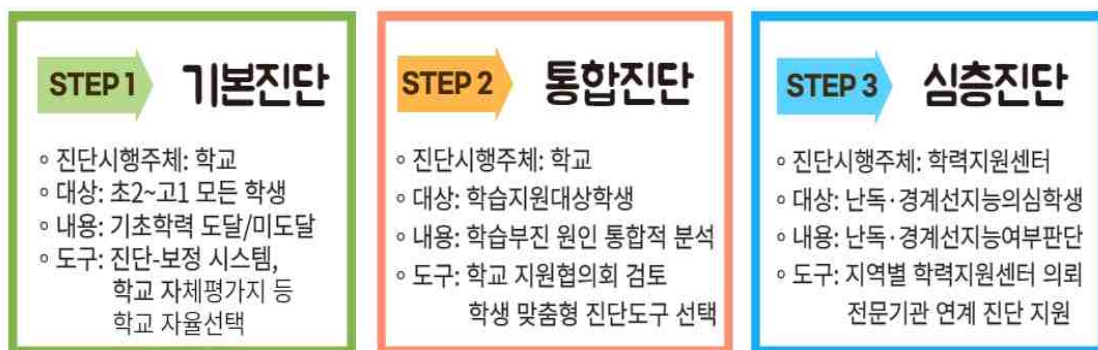 STEP 1 기본진단
◦ 진단시행주체: 학교
◦ 대상: 초2~고1 모든 학생
◦ 내용: 기초학력 도달/미도달
◦ 도구: 진단-보정 시스템,
학교 자체평가지 등
학교 자율선택
STEP 2 통합진단
◦ 진단시행주체: 학교
◦ 대상: 학습지원대상학생
◦ 내용: 학습부진 원인 통합적 분석
◦ 도구: 학교 지원협의회 검토
학생 맞춤형 진단도구 선택
STEP 3 심층진단
◦ 진단시행주체: 학력지원센터
◦ 대상: 난독·경계선지능의심학생
◦ 내용: 난독·경계선지능여부판단
◦ 도구: 지역별 학력지원센터 의뢰
전문기관 연계 진단 지원